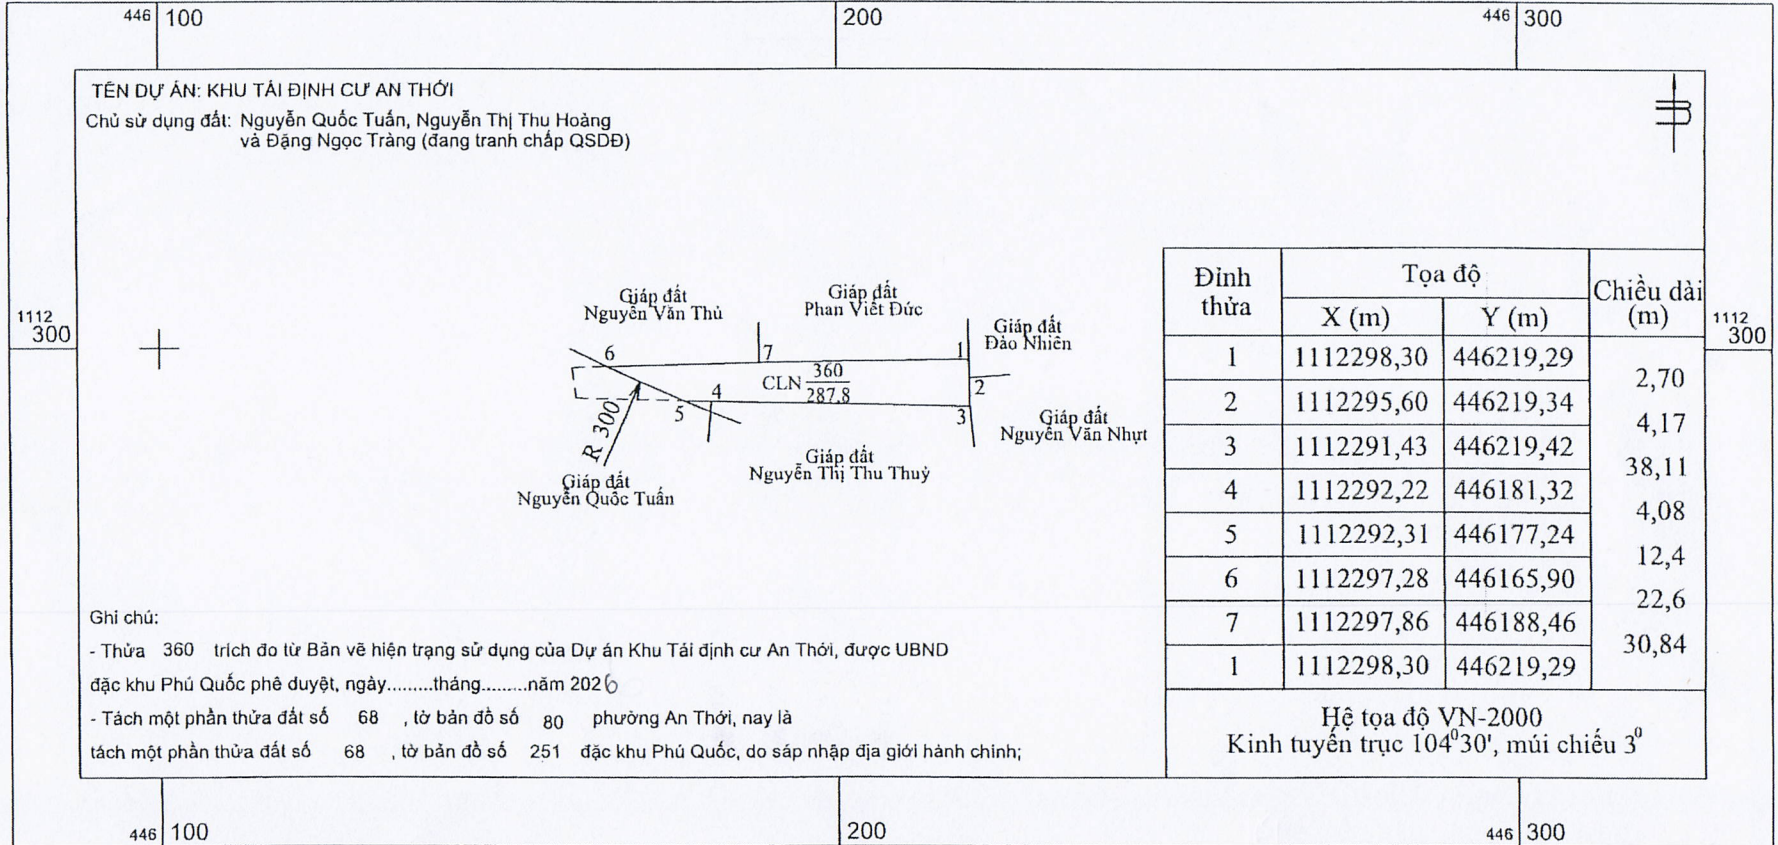 446 100
200
446 300
TÊN DỰ ÁN: KHU TÁI ĐỊNH CƯ AN THỚI
Chủ sử dụng đất: Nguyễn Quốc Tuấn, Nguyễn Thị Thu Hoàng
và Đặng Ngọc Tràng (đang tranh chấp QSDĐ)
1112
300
1112
300
Giáp đất
Nguyễn Văn Thủ
Giáp đất
Phan Viết Đức
Giáp đất
Đào Nhiên
6
7
1
CLN 360
287,8
2
5
4
3
R 300
Giáp đất
Nguyễn Văn Nhựt
Giáp đất
Nguyễn Thị Thu Thuỷ
Giáp đất
Nguyễn Quốc Tuấn
Đỉnh thửa
Tọa độ
Chiều dài (m)
X (m) Y (m)
1 1112298,30 446219,29
2,70
2 1112295,60 446219,34
4,17
3 1112291,43 446219,42
38,11
4 1112292,22 446181,32
4,08
5 1112292,31 446177,24
12,4
6 1112297,28 446165,90
22,6
7 1112297,86 446188,46
30,84
1 1112298,30 446219,29
Hệ tọa độ VN-2000
Kinh tuyến trục 104⁰30', múi chiếu 3⁰
Ghi chú:
- Thửa 360 trích đo từ Bản vẽ hiện trạng sử dụng của Dự án Khu Tái định cư An Thới, được UBND
đặc khu Phú Quốc phê duyệt, ngày.........tháng.........năm 2026
- Tách một phần thửa đất số 68 , tờ bản đồ số 80 phường An Thới, nay là
tách một phần thửa đất số 68 , tờ bản đồ số 251 đặc khu Phú Quốc, do sáp nhập địa giới hành chính;
446 100
200
446 300